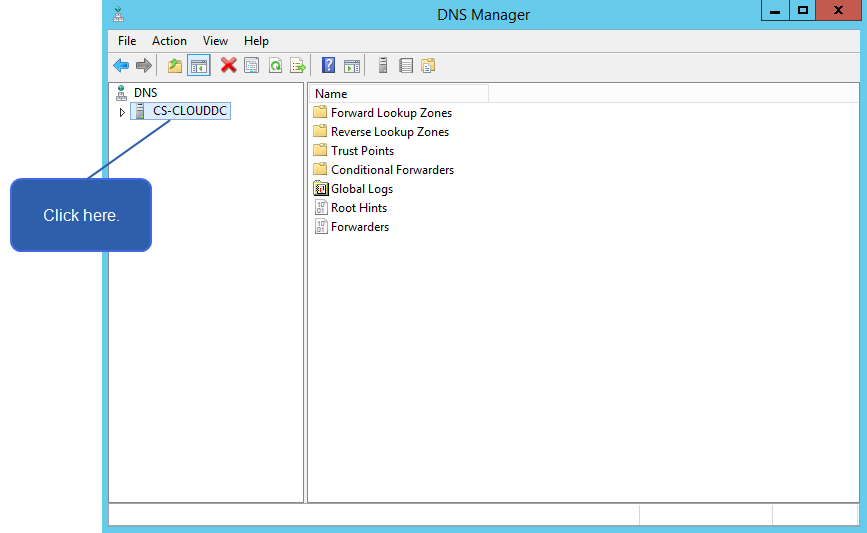 DNS Manager
File Action View Help
DNS
CS-CLOUDDC
Click here.
Name
Forward Lookup Zones
Reverse Lookup Zones
Trust Points
Conditional Forwarders
Global Logs
Root Hints
Forwarders